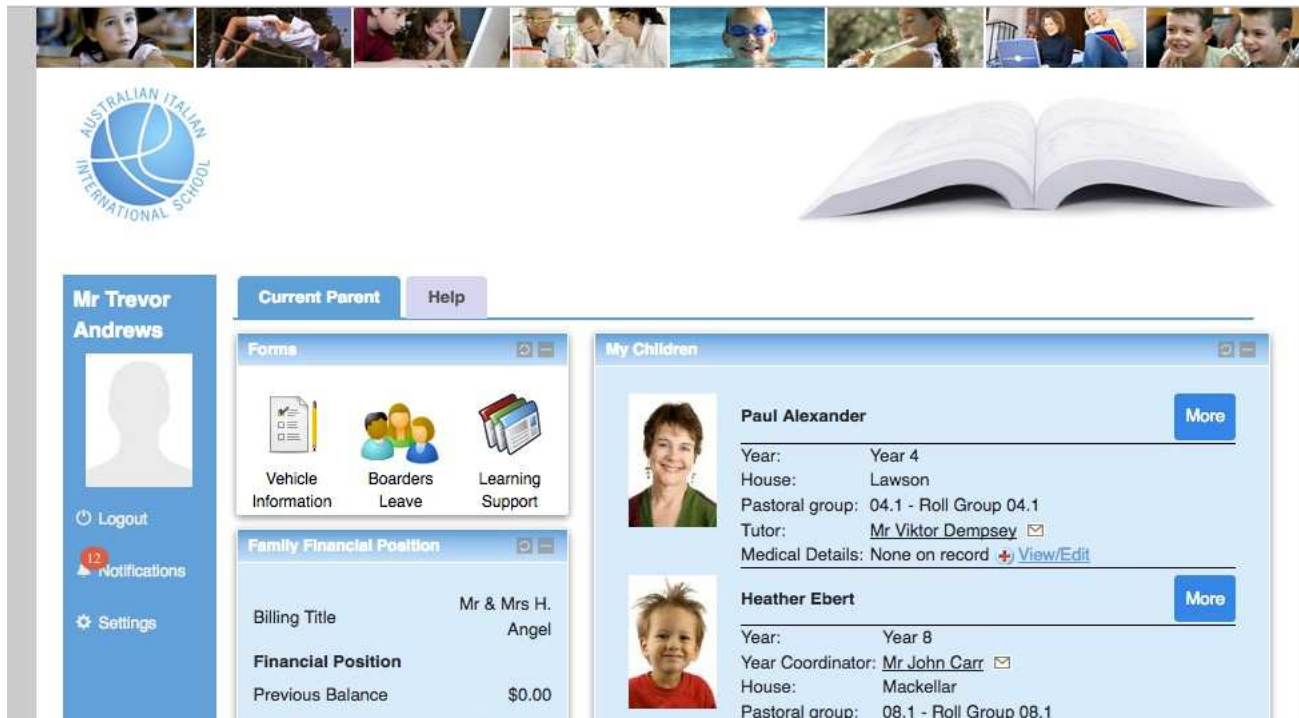 AUSTRALIAN ITALIAN
INTERNATIONAL SCHOOL
Mr Trevor
Andrews
Logout
12
Notifications
Settings
Current Parent
Help
Forms
Vehicle
Information
Boarders
Leave
Learning
Support
Family Financial Position
Billing Title
Mr & Mrs H.
Angel
Financial Position
Previous Balance
$0.00
My Children
Paul Alexander
More
Year: Year 4
House: Lawson
Pastoral group: 04.1 - Roll Group 04.1
Tutor: Mr Viktor Dempsey
Medical Details: None on record View/Edit
Heather Ebert
More
Year: Year 8
Year Coordinator: Mr John Carr
House: Mackellar
Pastoral group: 08.1 - Roll Group 08.1